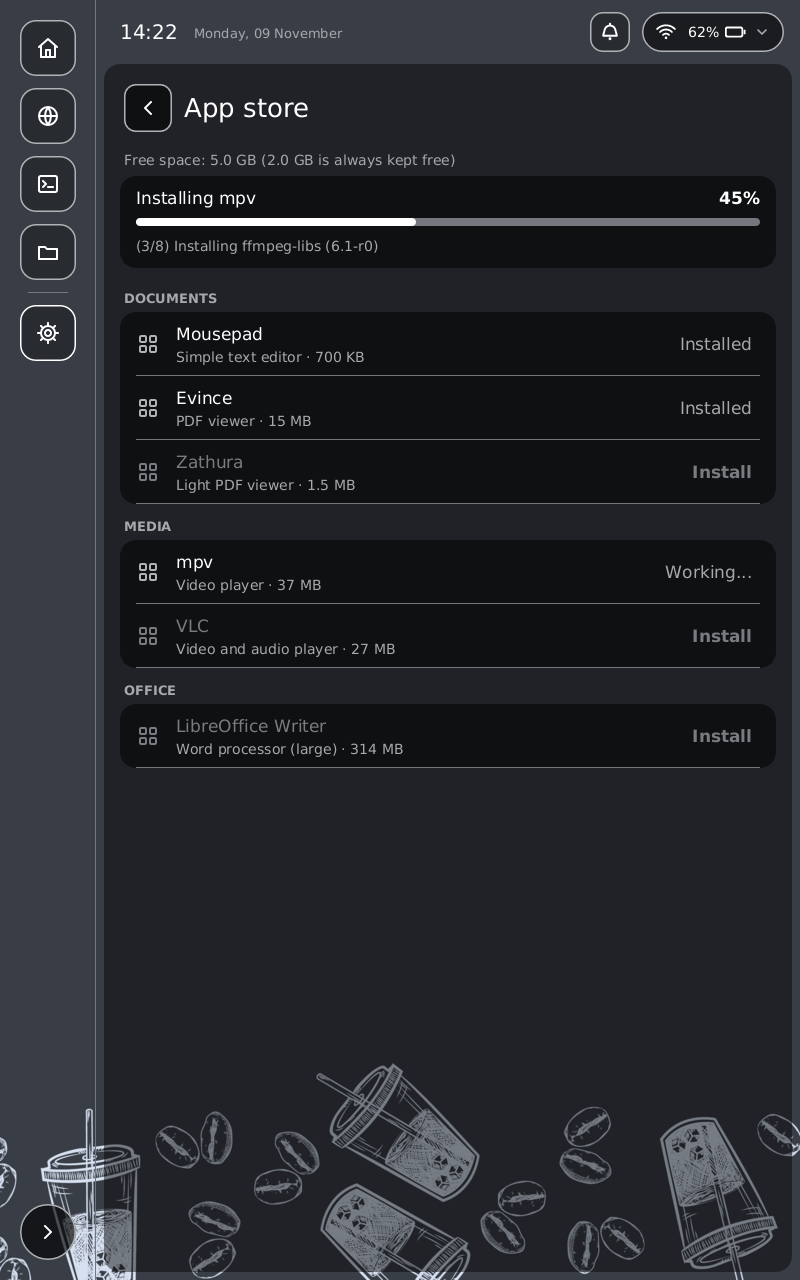 14:22 Monday, 09 November
62%
App store
Free space: 5.0 GB (2.0 GB is always kept free)
Installing mpv 45%
(3/8) Installing ffmpeg-libs (6.1-r0)
DOCUMENTS
Mousepad
Simple text editor · 700 KB
Installed
Evince
PDF viewer · 15 MB
Installed
Zathura
Light PDF viewer · 1.5 MB
Install
MEDIA
mpv
Video player · 37 MB
Working...
VLC
Video and audio player · 27 MB
Install
OFFICE
LibreOffice Writer
Word processor (large) · 314 MB
Install